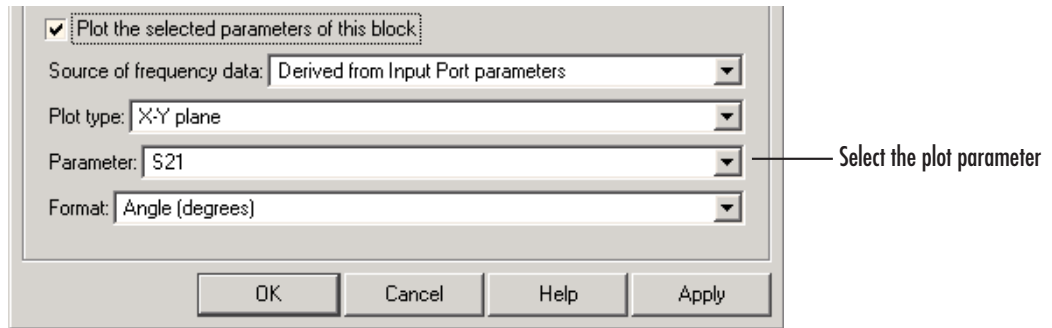 Plot the selected parameters of this block
Source of frequency data: Derived from Input Port parameters
Plot type: X-Y plane
Parameter: S21
Select the plot parameter
Format: Angle (degrees)
OK Cancel Help Apply